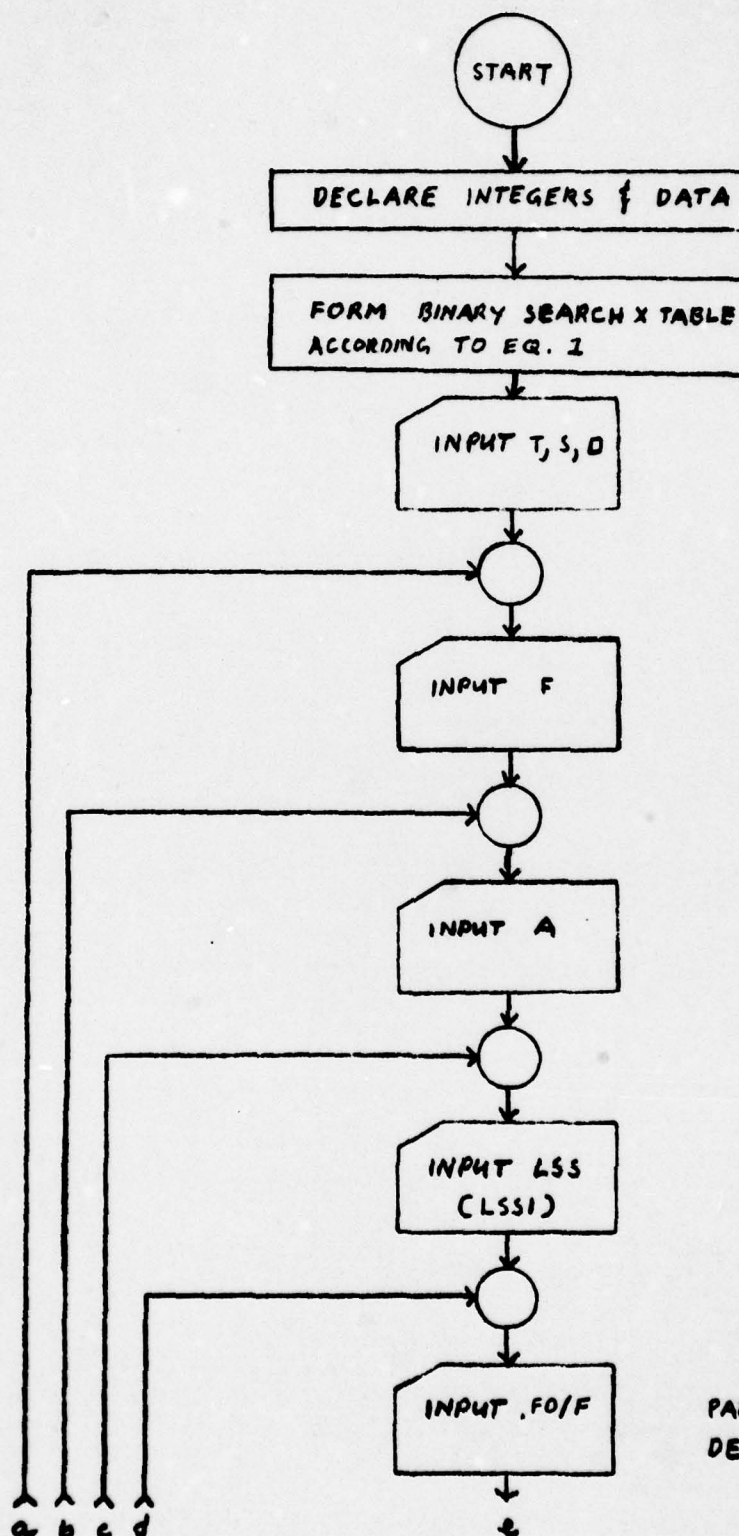 START
DECLARE INTEGERS & DATA
FORM BINARY SEARCH X TABLE
ACCORDING TO EQ. 1
INPUT T, S, D
INPUT F
INPUT A
INPUT LSS
(LSS1)
INPUT .FO/F
a b c d e